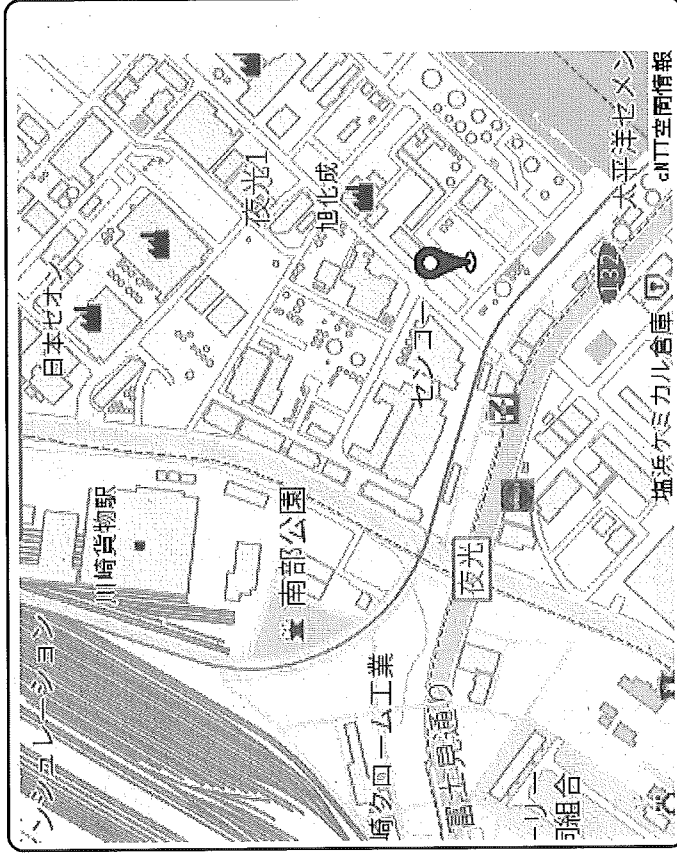 ンジュレーション
川崎貨物駅
日本ゼオン
夜光1
旭化成
南部公園
センコー
崎クローム工業
夜光
富士見通り
132
太平洋セメン
塩浜ケミカル倉庫
ーリー
同組合
(C)NTT空間情報